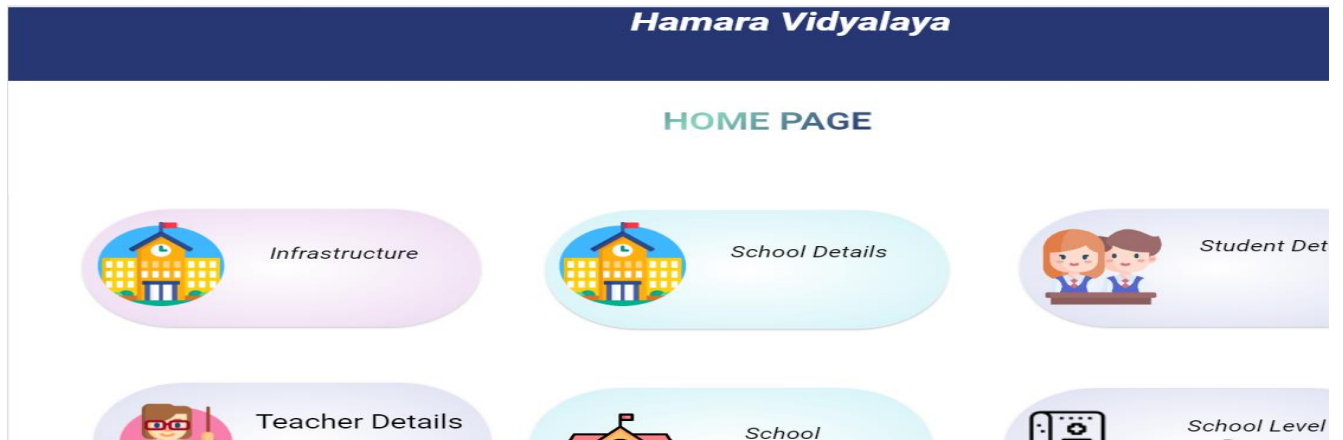 Hamara Vidyalaya
HOME PAGE
Infrastructure
School Details
Student Det
Teacher Details
School
School Level